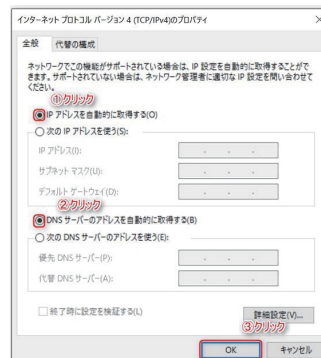 インターネット プロトコル バージョン 4 (TCP/IPv4)のプロパティ
全般 代替の構成
ネットワークでこの機能がサポートされている場合は、IP 設定を自動的に取得することがで
きます。サポートされていない場合は、ネットワーク管理者に適切な IP 設定を問い合わせて
ください。
①クリック
IP アドレスを自動的に取得する(O)
次の IP アドレスを使う(S):
IP アドレス(I):
サブネット マスク(U):
デフォルト ゲートウェイ(D):
②クリック
DNS サーバーのアドレスを自動的に取得する(B)
次の DNS サーバーのアドレスを使う(E):
優先 DNS サーバー(P):
代替 DNS サーバー(A):
終了時に設定を検証する(L)
詳細設定(V)...
③クリック
OK キャンセル